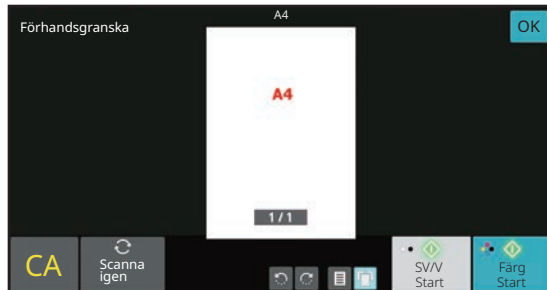 A4
Förhandsgranska
OK
A4
1/1
CA
Scanna
igen
SV/V
Start
Färg
Start